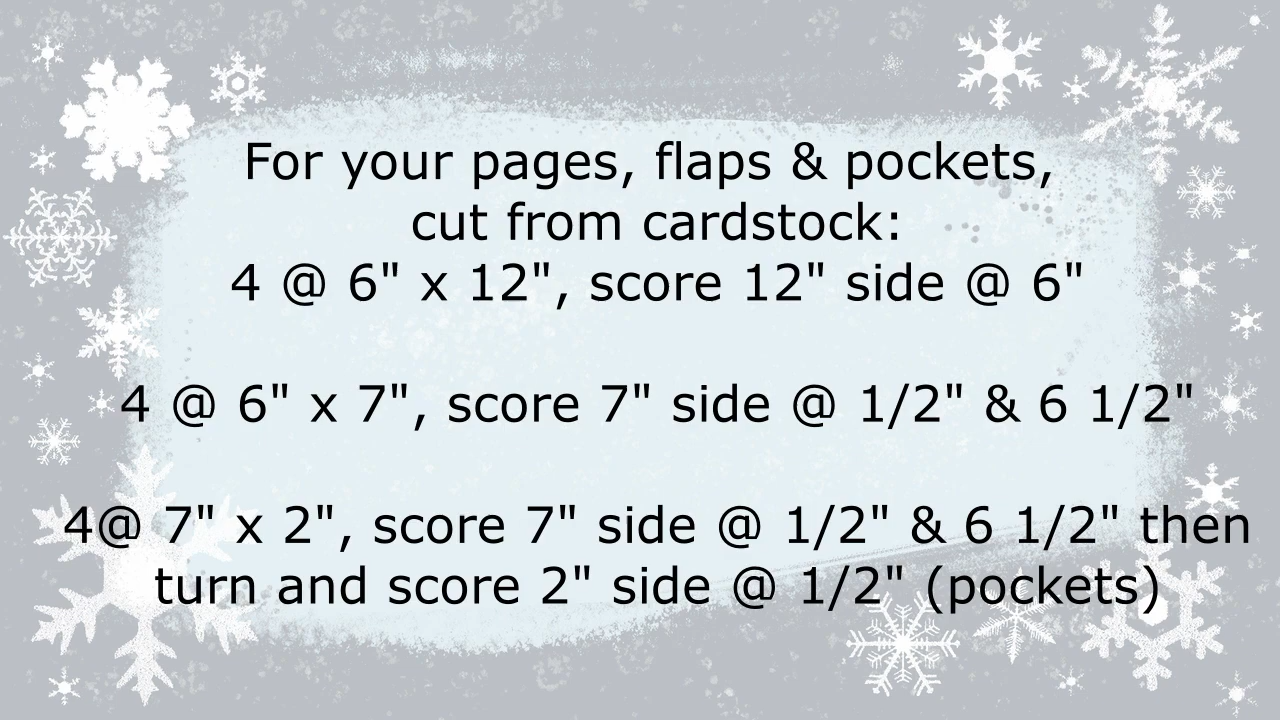 For your pages, flaps & pockets,
cut from cardstock:
4 @ 6" x 12", score 12" side @ 6"
4 @ 6" x 7", score 7" side @ 1/2" & 6 1/2"
4@ 7" x 2", score 7" side @ 1/2" & 6 1/2" then
turn and score 2" side @ 1/2" (pockets)